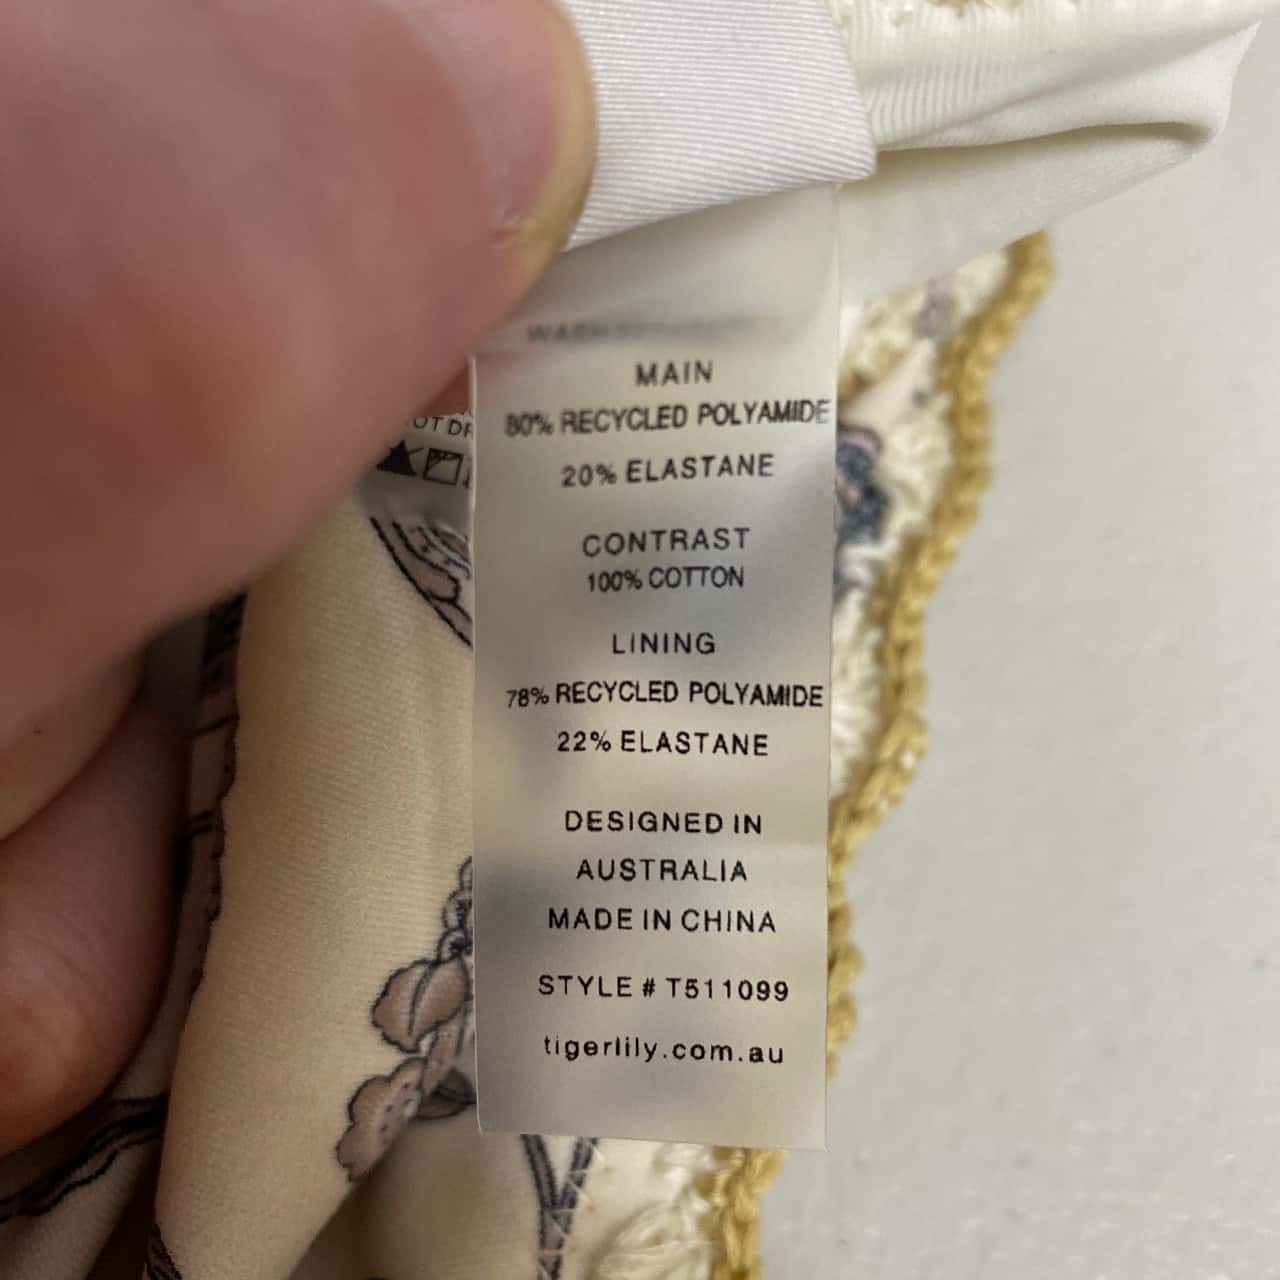 MAIN
80% RECYCLED POLYAMIDE
20% ELASTANE
CONTRAST
100% COTTON
LINING
78% RECYCLED POLYAMIDE
22% ELASTANE
DESIGNED IN
AUSTRALIA
MADE IN CHINA
STYLE # T511099
tigerlily.com.au